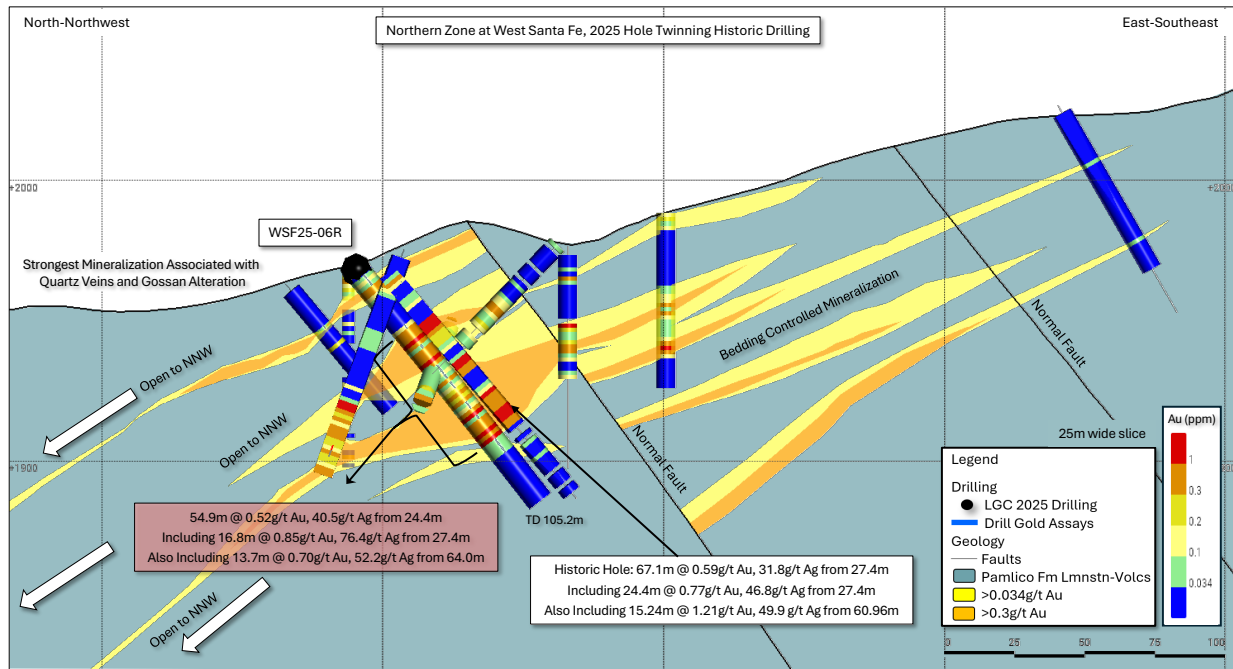 North-Northwest
Northern Zone at West Santa Fe, 2025 Hole Twinning Historic Drilling
East-Southeast
+2000
WSF25-06R
Strongest Mineralization Associated with
Quartz Veins and Gossan Alteration
Open to NNW
Bedding Controlled Mineralization
Normal Fault
Open to NNW
Normal Fault
25m wide slice
+1900
TD 105.2m
54.9m @ 0.52g/t Au, 40.5g/t Ag from 24.4m
Including 16.8m @ 0.85g/t Au, 76.4g/t Ag from 27.4m
Also Including 13.7m @ 0.70g/t Au, 52.2g/t Ag from 64.0m
Historic Hole: 67.1m @ 0.59g/t Au, 31.8g/t Ag from 27.4m
Including 24.4m @ 0.77g/t Au, 46.8g/t Ag from 27.4m
Also Including 15.24m @ 1.21g/t Au, 49.9 g/t Ag from 60.96m
Open to NNW
Legend
Drilling
LGC 2025 Drilling
Drill Gold Assays
Geology
Faults
Pamlico Fm Lmnstn-Volcs
>0.034g/t Au
>0.3g/t Au
Au (ppm)
1
0.3
0.2
0.1
0.034
0 25 50 75 100